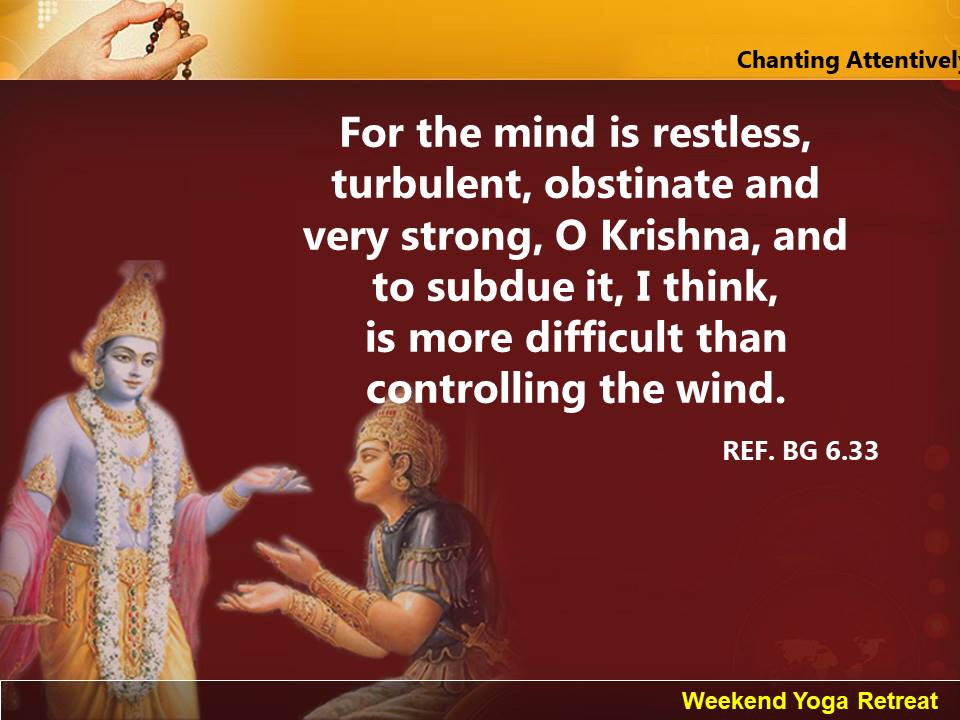 Chanting Attentively
For the mind is restless,
turbulent, obstinate and
very strong, O Krishna, and
to subdue it, I think,
is more difficult than
controlling the wind.
REF. BG 6.33
Weekend Yoga Retreat